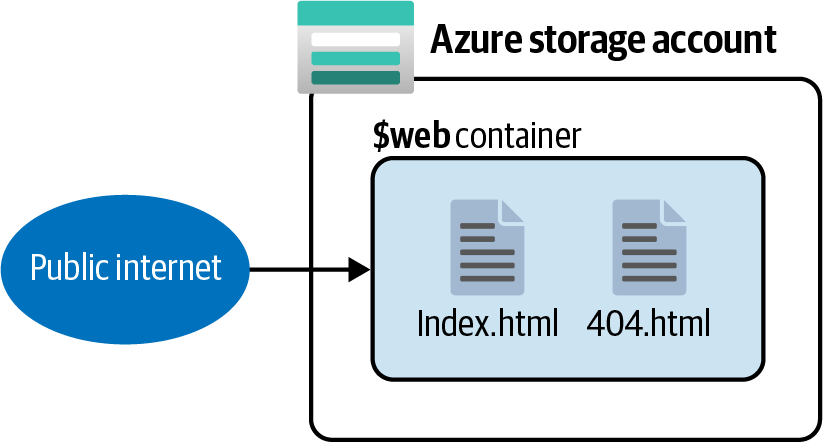 Azure storage account
$web container
Public internet
Index.html
404.html